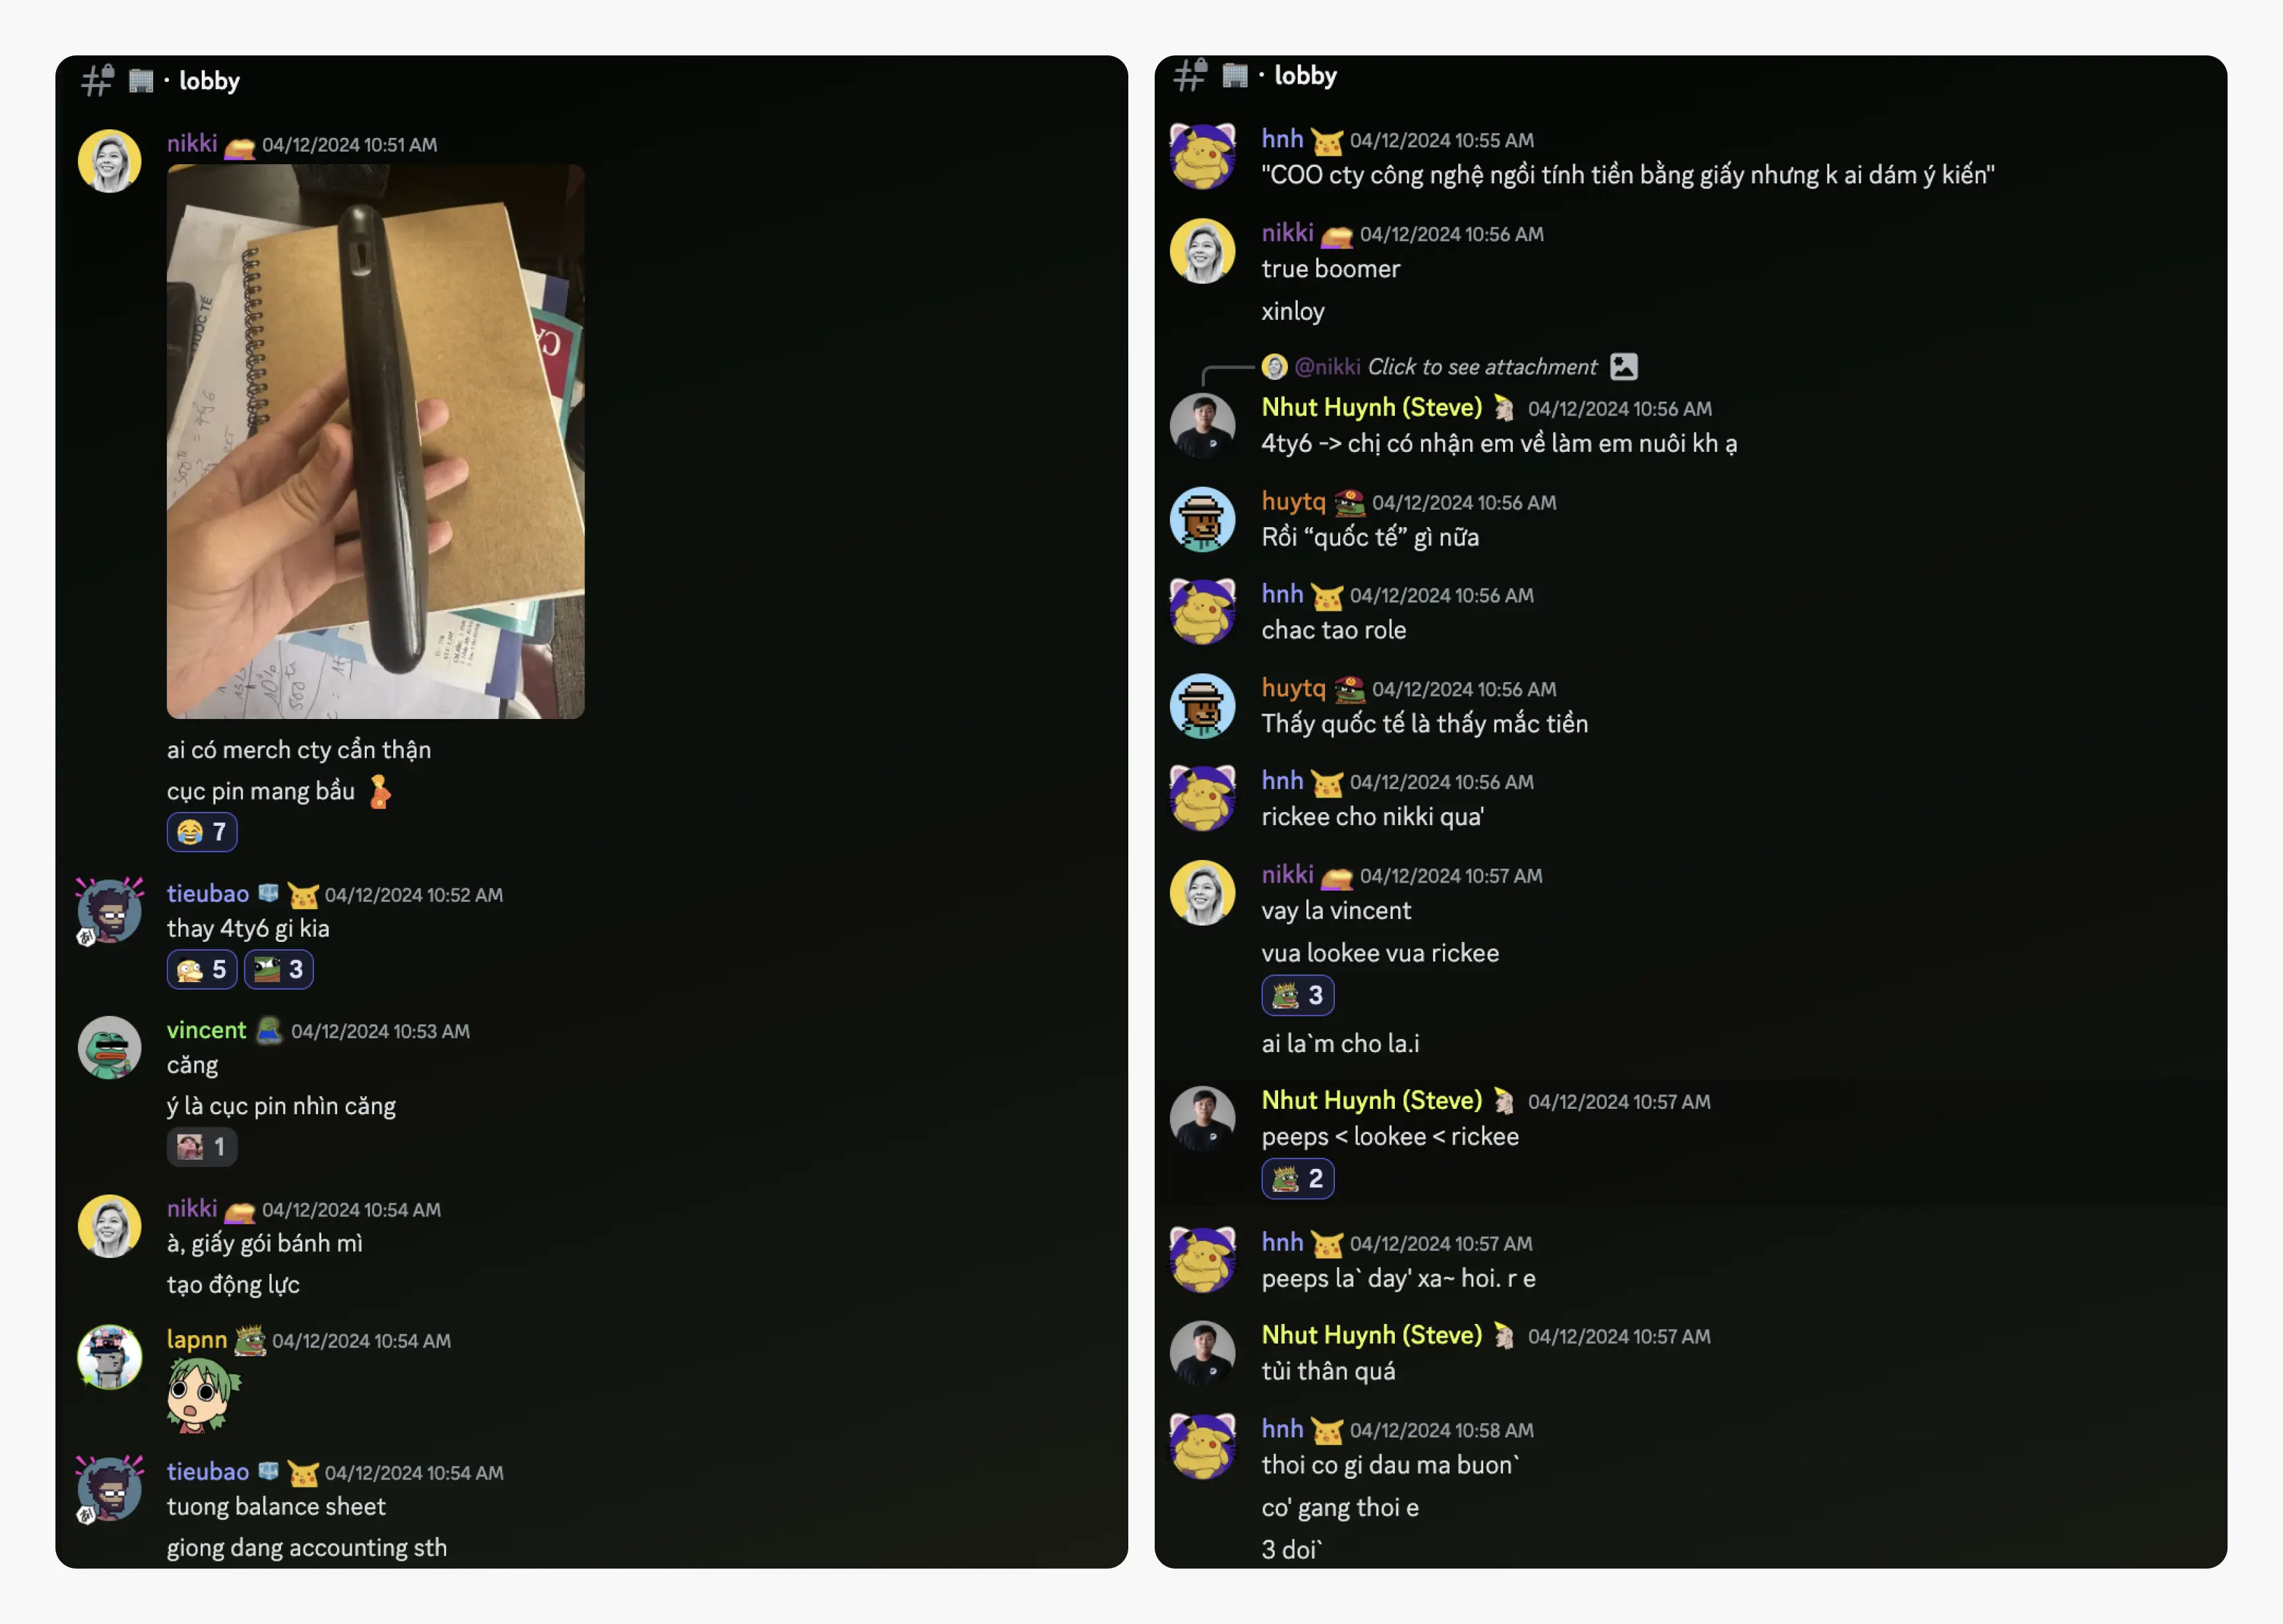 lobby
nikki 04/12/2024 10:51 AM
QUỐC TẾ
= 4ty6
10%
ai có merch cty cẩn thận
cục pin mang bầu
7
tieubao 04/12/2024 10:52 AM
thay 4ty6 gi kia
5 3
vincent 04/12/2024 10:53 AM
căng
ý là cục pin nhìn căng
1
nikki 04/12/2024 10:54 AM
à, giấy gói bánh mì
tạo động lực
lapnn 04/12/2024 10:54 AM
tieubao 04/12/2024 10:54 AM
tuong balance sheet
giong dang accounting sth
lobby
hnh 04/12/2024 10:55 AM
"COO cty công nghệ ngồi tính tiền bằng giấy nhưng k ai dám ý kiến"
nikki 04/12/2024 10:56 AM
true boomer
xinloy
@nikki Click to see attachment
Nhut Huynh (Steve) 04/12/2024 10:56 AM
4ty6 -> chị có nhận em về làm em nuôi kh ạ
huytq 04/12/2024 10:56 AM
Rồi “quốc tế” gì nữa
hnh 04/12/2024 10:56 AM
chac tao role
huytq 04/12/2024 10:56 AM
Thấy quốc tế là thấy mắc tiền
hnh 04/12/2024 10:56 AM
rickee cho nikki qua'
nikki 04/12/2024 10:57 AM
vay la vincent
vua lookee vua rickee
3
ai la`m cho la.i
Nhut Huynh (Steve) 04/12/2024 10:57 AM
peeps < lookee < rickee
2
hnh 04/12/2024 10:57 AM
peeps la` day' xa~ hoi. r e
Nhut Huynh (Steve) 04/12/2024 10:57 AM
tủi thân quá
hnh 04/12/2024 10:58 AM
thoi co gi dau ma buon`
co' gang thoi e
3 doi`